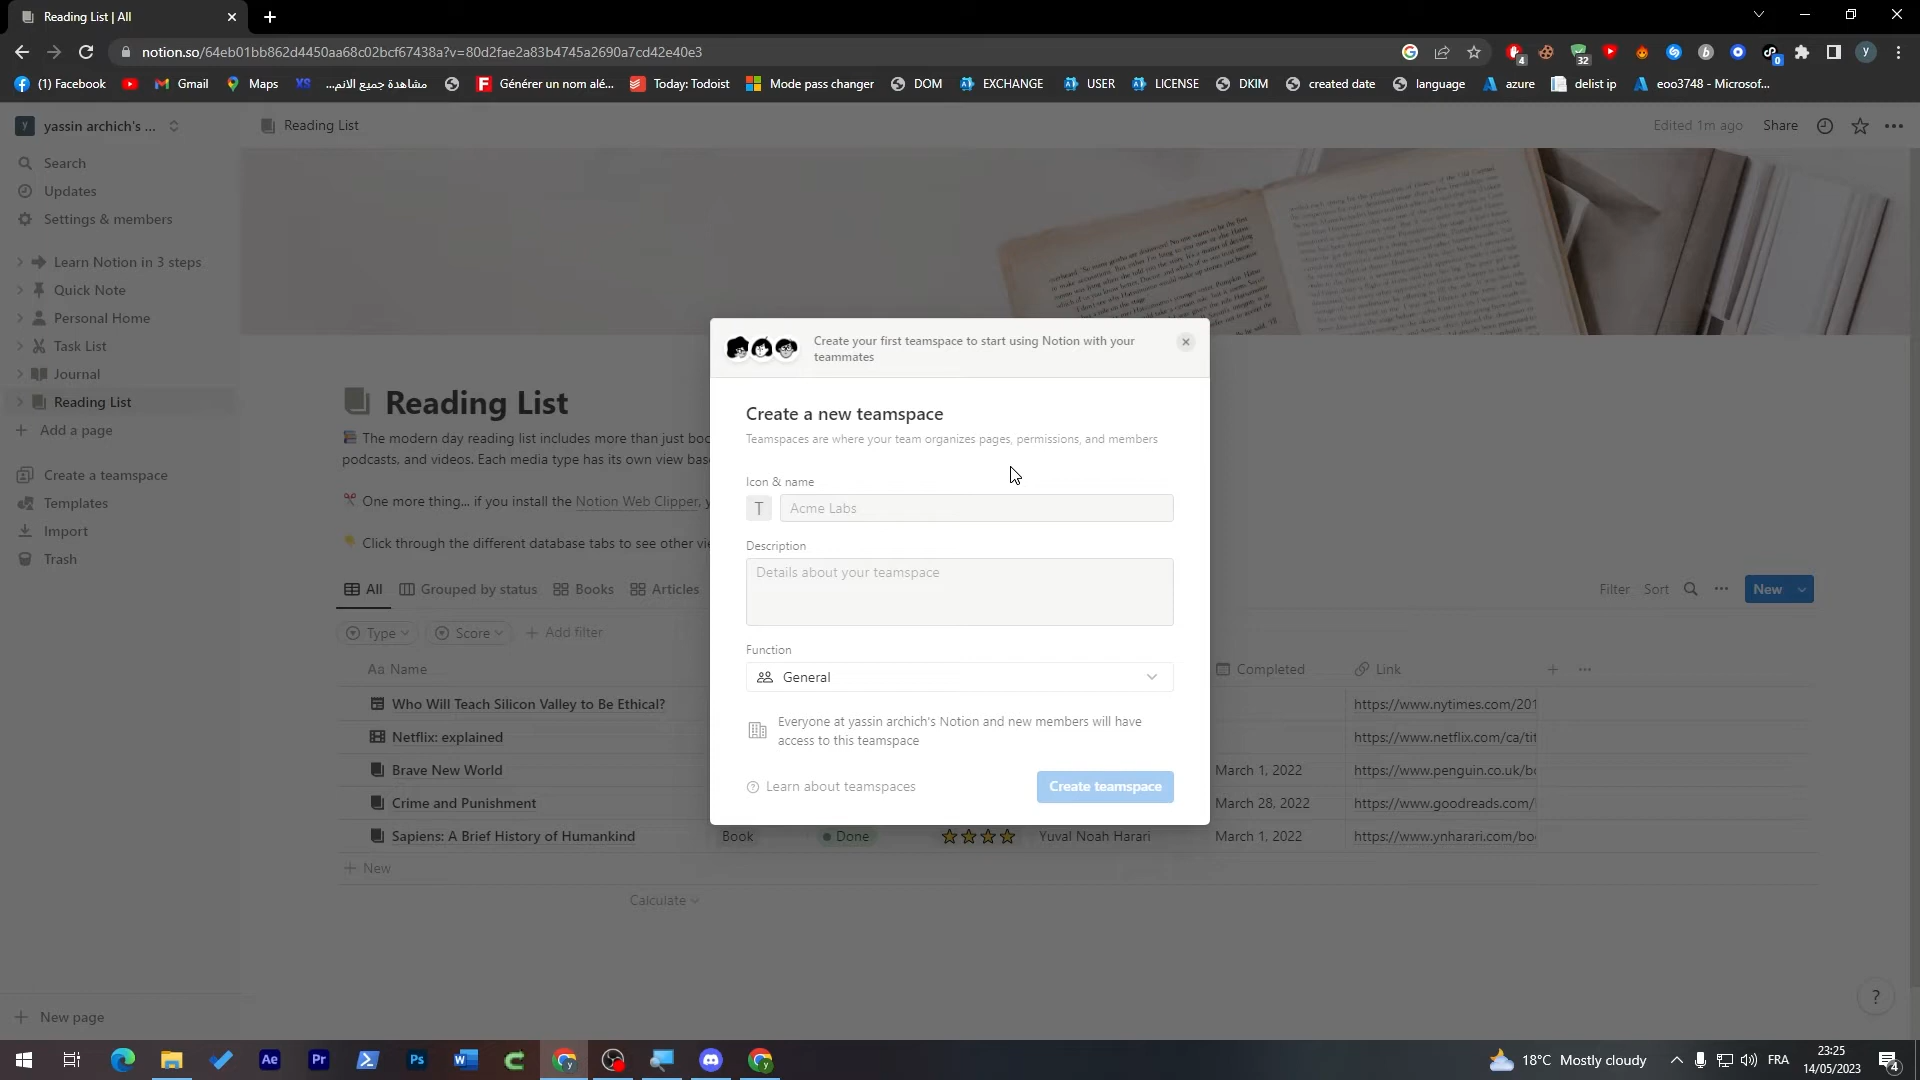 Reading List | All
notion.so/64eb01bb862d4450aa68c02bcf67438a?v=80d2fae2a83b4745a2690a7cd42e40e3
4
32
0
y
(1) Facebook
Gmail
Maps
XS
مشاهدة جميع الانم...
Générer un nom alé...
Today: Todoist
Mode pass changer
DOM
EXCHANGE
USER
LICENSE
DKIM
created date
language
azure
delist ip
eoo3748 - Microsof...
y yassin archich's ...
Reading List
Edited 1m ago
Share
Search
Updates
Settings & members
Learn Notion in 3 steps
Quick Note
Personal Home
Task List
Journal
Reading List
Add a page
Create a teamspace
Templates
Import
Trash
New page
Reading List
The modern day reading list includes more than just boo
podcasts, and videos. Each media type has its own view bas
One more thing... if you install the Notion Web Clipper, y
Click through the different database tabs to see other vi
All
Grouped by status
Books
Articles
Filter
Sort
New
Type
Score
Add filter
Aa Name
Completed
Link
Who Will Teach Silicon Valley to Be Ethical?
https://www.nytimes.com/201
Netflix: explained
https://www.netflix.com/ca/tit
Brave New World
March 1, 2022
https://www.penguin.co.uk/bo
Crime and Punishment
March 28, 2022
https://www.goodreads.com/
Sapiens: A Brief History of Humankind
Book
Done
Yuval Noah Harari
March 1, 2022
https://www.ynharari.com/bo
New
Calculate
Create your first teamspace to start using Notion with your
teammates
Create a new teamspace
Teamspaces are where your team organizes pages, permissions, and members
Icon & name
T
Acme Labs
Description
Details about your teamspace
Function
General
Everyone at yassin archich's Notion and new members will have
access to this teamspace
Learn about teamspaces
Create teamspace
?
Ae
Pr
Ps
W
18°C Mostly cloudy
FRA
23:25
14/05/2023
4